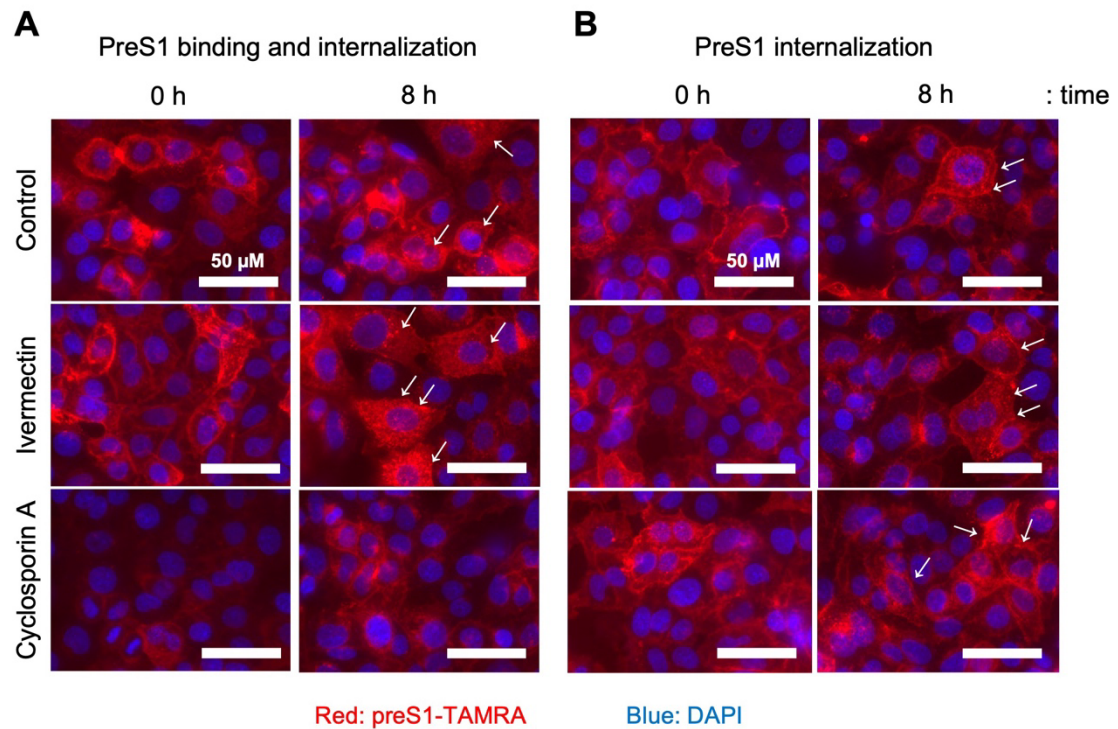 A
PreS1 binding and internalization
0 h
8 h
B
PreS1 internalization
0 h
8 h
: time
Control
50 µM
50 µM
Ivermectin
Cyclosporin A
Red: preS1-TAMRA
Blue: DAPI